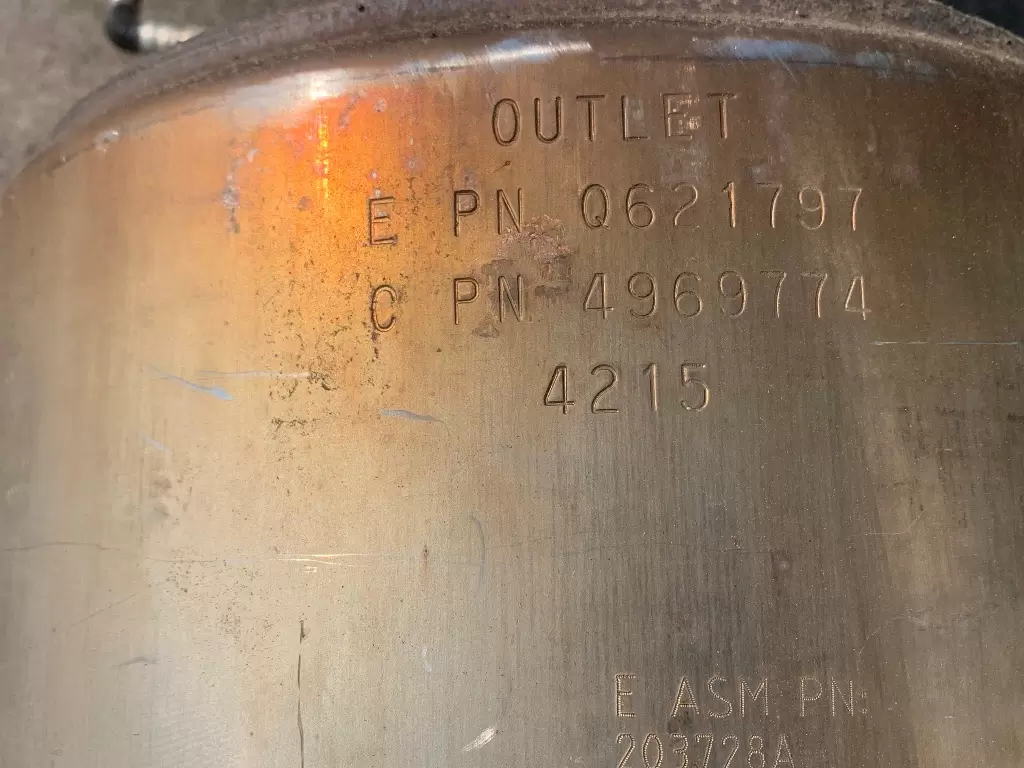 OUTLET
E PN Q621797
C PN 4969774
4215
E ASM PN:
203728A